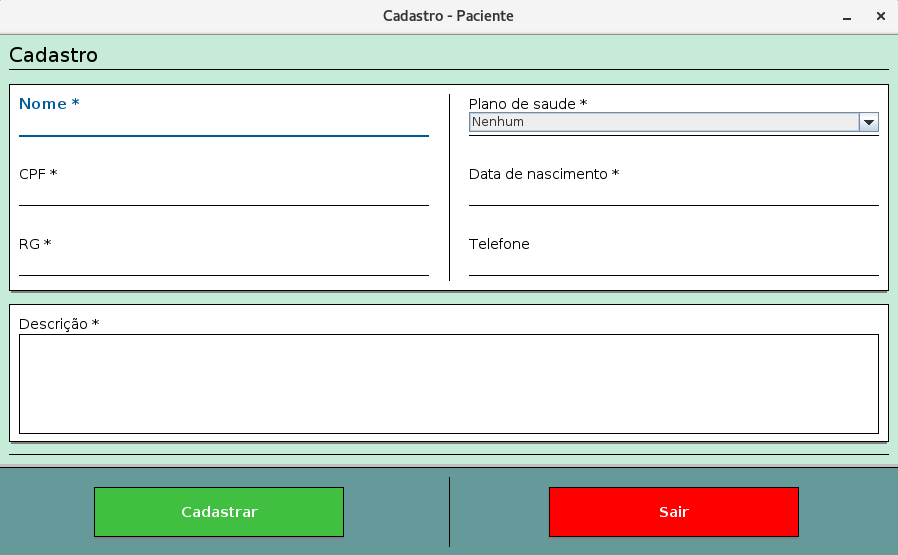 Cadastro - Paciente
Cadastro
Nome *
CPF *
RG *
Plano de saude *
Nenhum
Data de nascimento *
Telefone
Descrição *
Cadastrar
Sair